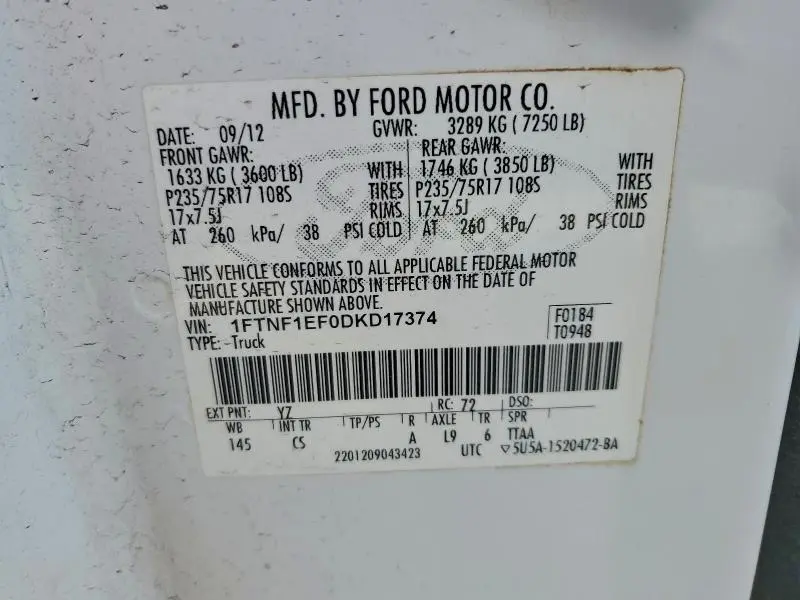 MFD. BY FORD MOTOR CO.
DATE: 09/12 GVWR: 3289 KG ( 7250 LB)
FRONT GAWR: REAR GAWR:
1633 KG ( 3600 LB) WITH 1746 KG ( 3850 LB) WITH
P235/75R17 108S TIRES P235/75R17 108S TIRES
17x7.5J RIMS 17x7.5J RIMS
AT 260 kPa/ 38 PSI COLD AT 260 kPa/ 38 PSI COLD
THIS VEHICLE CONFORMS TO ALL APPLICABLE FEDERAL MOTOR
VEHICLE SAFETY STANDARDS IN EFFECT ON THE DATE OF
MANUFACTURE SHOWN ABOVE.
VIN: 1FTNF1EF0DKD17374 F0184
TYPE: -Truck T0948
EXT PNT: YZ RC: 72 DSO:
WB INT TR TP/PS R AXLE TR SPR
145 CS A L9 6 TTAA
2201209043423 UTC ▽5U5A-1520472-BA